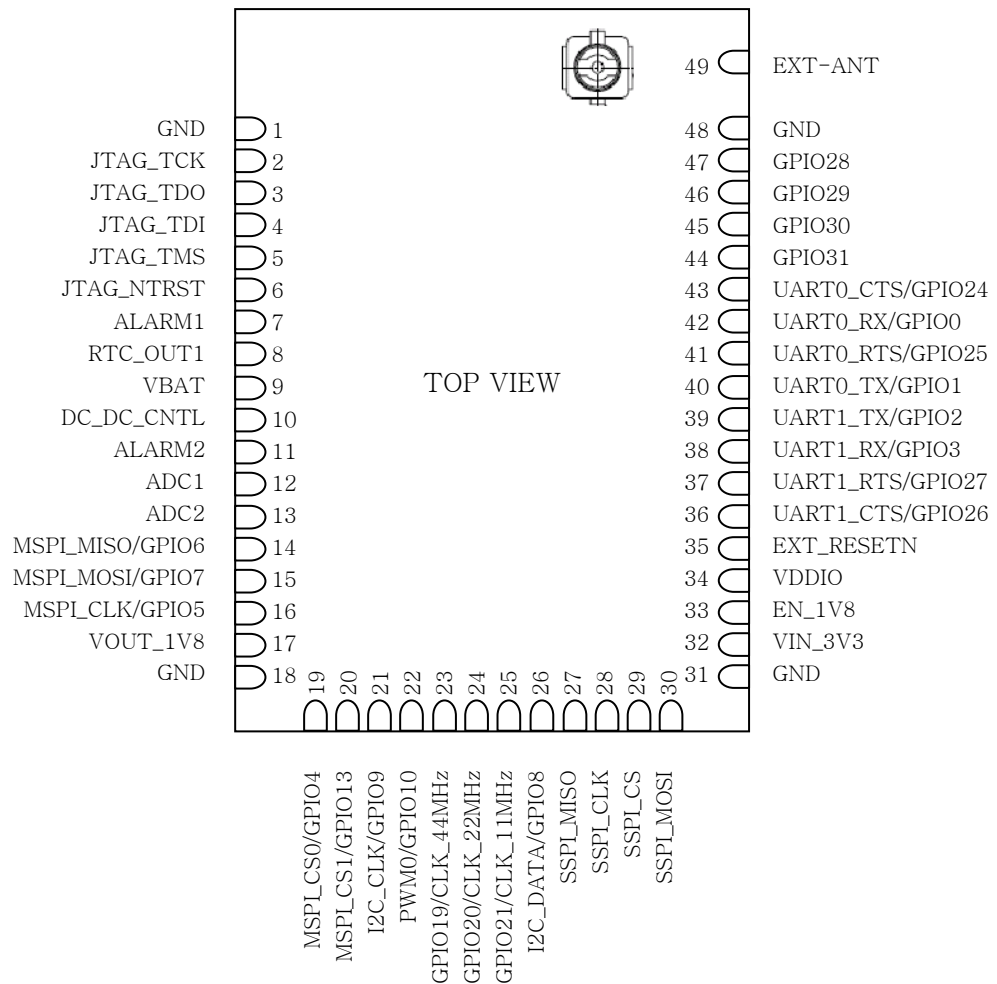 49 EXT-ANT
GND 1
JTAG_TCK 2
JTAG_TDO 3
JTAG_TDI 4
JTAG_TMS 5
JTAG_NTRST 6
ALARM1 7
RTC_OUT1 8
VBAT 9
DC_DC_CNTL 10
ALARM2 11
ADC1 12
ADC2 13
MSPI_MISO/GPIO6 14
MSPI_MOSI/GPIO7 15
MSPI_CLK/GPIO5 16
VOUT_1V8 17
GND 18
TOP VIEW
48 GND
47 GPIO28
46 GPIO29
45 GPIO30
44 GPIO31
43 UART0_CTS/GPIO24
42 UART0_RX/GPIO0
41 UART0_RTS/GPIO25
40 UART0_TX/GPIO1
39 UART1_TX/GPIO2
38 UART1_RX/GPIO3
37 UART1_RTS/GPIO27
36 UART1_CTS/GPIO26
35 EXT_RESETN
34 VDDIO
33 EN_1V8
32 VIN_3V3
31 GND
19 MSPI_CS0/GPIO4
20 MSPI_CS1/GPIO13
21 I2C_CLK/GPIO9
22 PWM0/GPIO10
23 GPIO19/CLK_44MHz
24 GPIO20/CLK_22MHz
25 GPIO21/CLK_11MHz
26 I2C_DATA/GPIO8
27 SSPI_MISO
28 SSPI_CLK
29 SSPI_CS
30 SSPI_MOSI